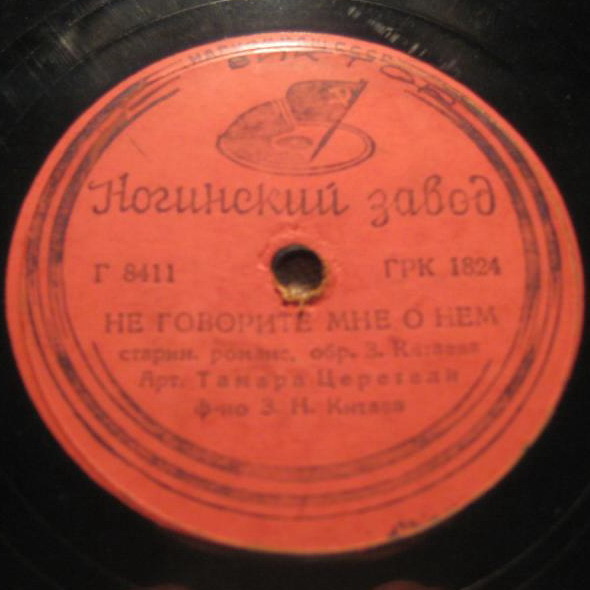 Ногинский завод
Г 8411 ГРК 1824
НЕ ГОВОРИТЕ МНЕ О НЕМ
старин. романс, обр. З. Китаева
Арт. Тамара Церетели
ф-но З. Н. Китаев